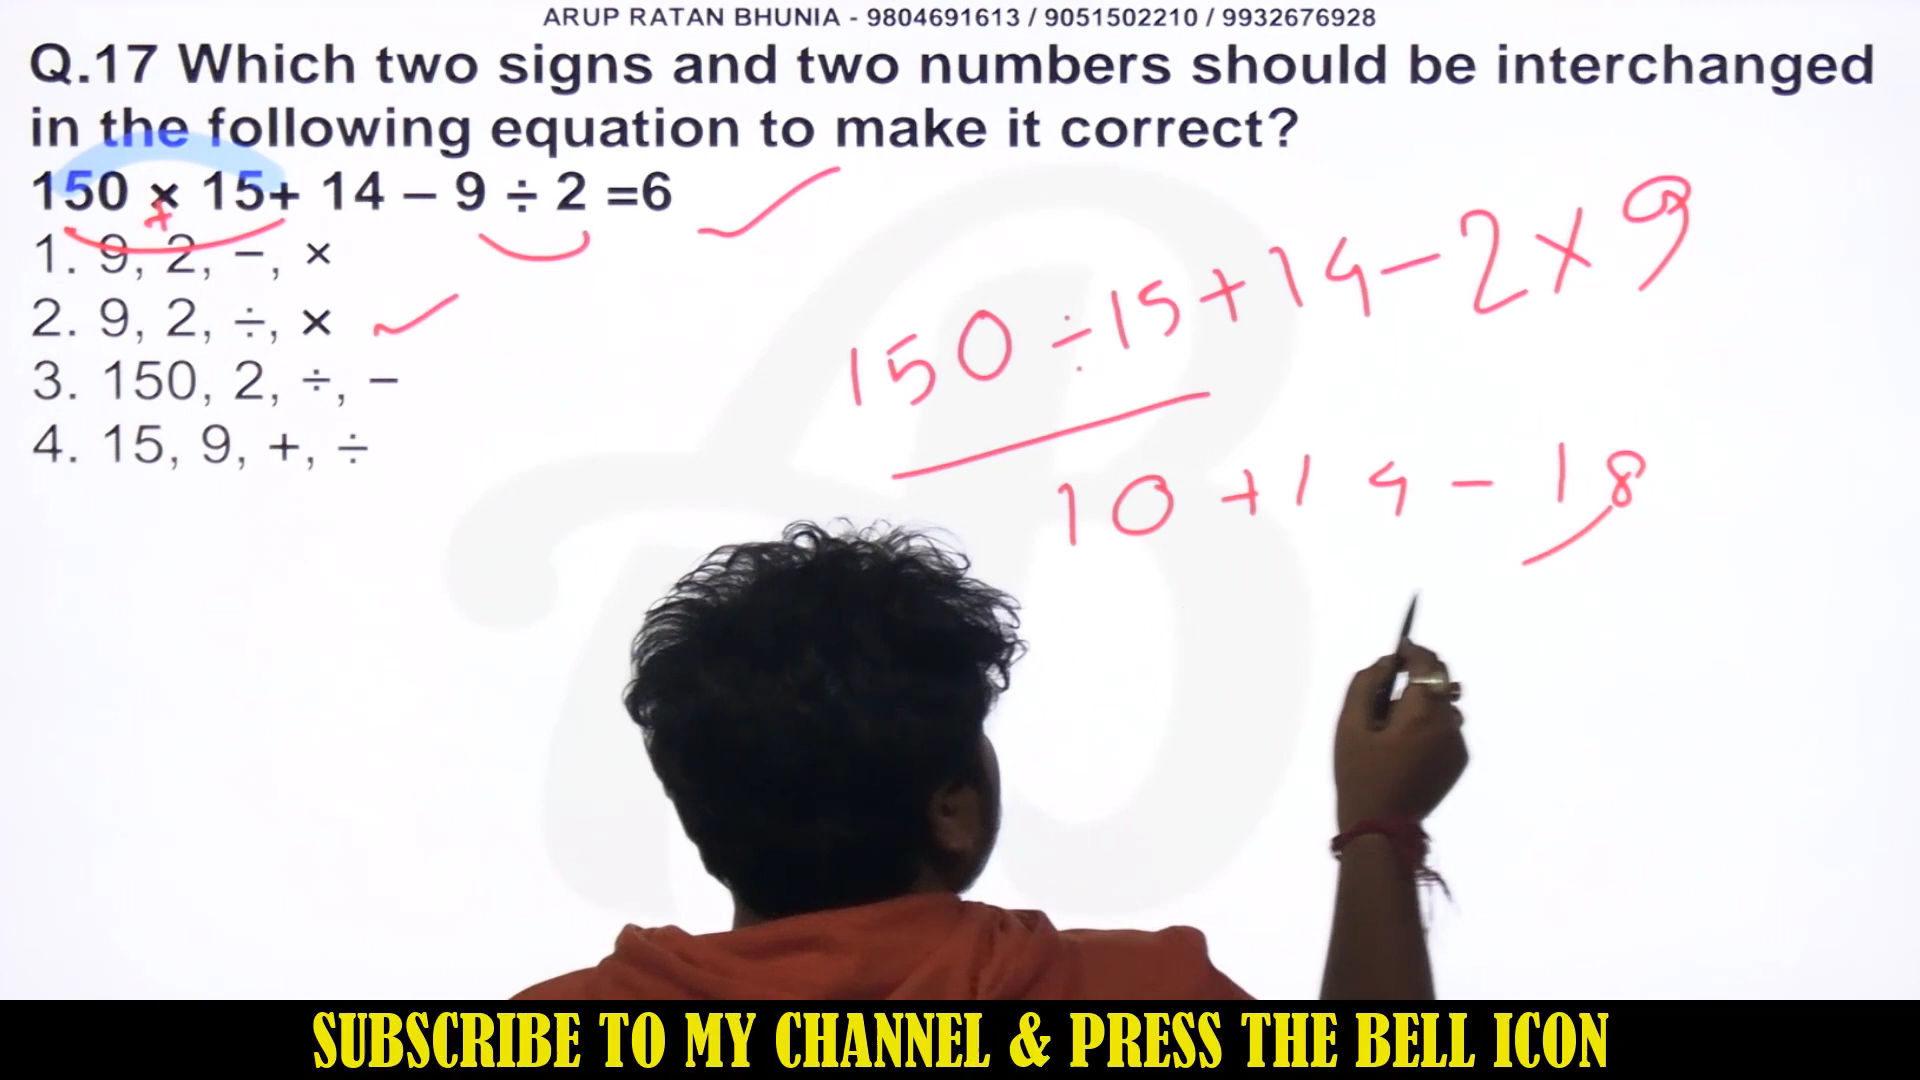 ARUP RATAN BHUNIA - 9804691613 / 9051502210 / 9932676928
Q.17 Which two signs and two numbers should be interchanged
in the following equation to make it correct?
150 × 15+ 14 – 9 ÷ 2 =6
1. 9, 2, –, ×
2. 9, 2, ÷, ×
3. 150, 2, ÷, –
4. 15, 9, +, ÷
150 ÷ 15 + 14 - 2 × 9
10 + 14 - 18
SUBSCRIBE TO MY CHANNEL & PRESS THE BELL ICON